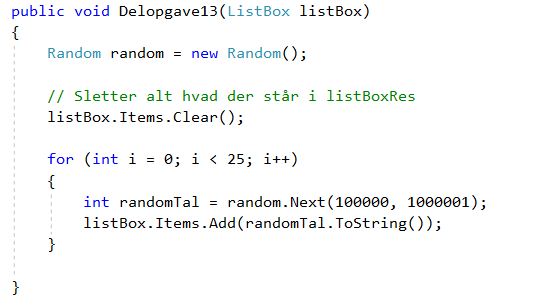 public void Delopgave13(ListBox listBox)
{
Random random = new Random();
// Sletter alt hvad der står i listBoxRes
listBox.Items.Clear();
for (int i = 0; i < 25; i++)
{
int randomTal = random.Next(100000, 1000001);
listBox.Items.Add(randomTal.ToString());
}
}